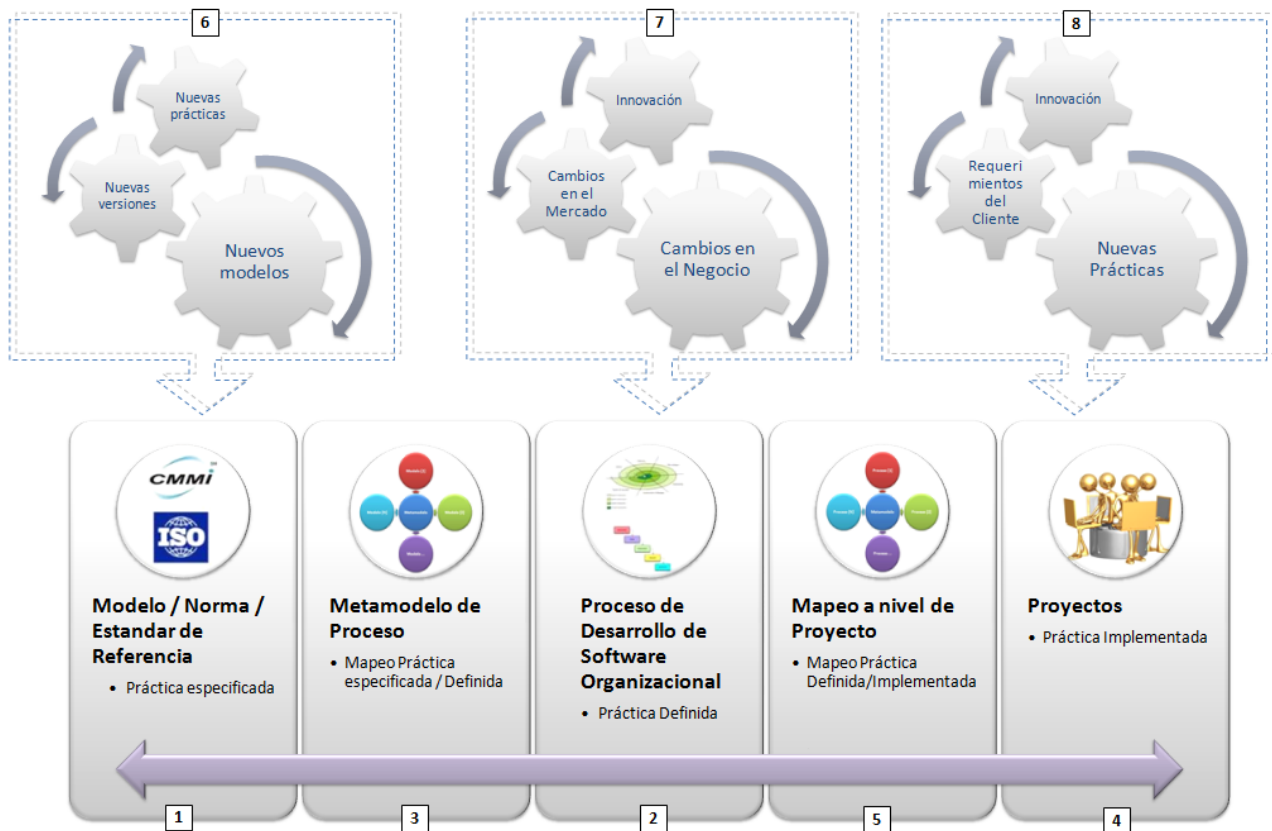 6
Nuevas
prácticas
Nuevas
versiones
Nuevos
modelos
7
Innovación
Cambios
en el
Mercado
Cambios en
el Negocio
8
Innovación
Requeri
mientos
del
Cliente
Nuevas
Prácticas
CMMi
ISO
Modelo / Norma /
Estandar de
Referencia
• Práctica especificada
1
Metamodelo
Metamodelo de
Proceso
• Mapeo Práctica
especificada / Definida
3
Proceso de
Desarrollo de
Software
Organizacional
• Práctica Definida
2
Metamodelo
Mapeo a nivel de
Proyecto
• Mapeo Práctica
Definida/Implementada
5
Proyectos
• Práctica Implementada
4